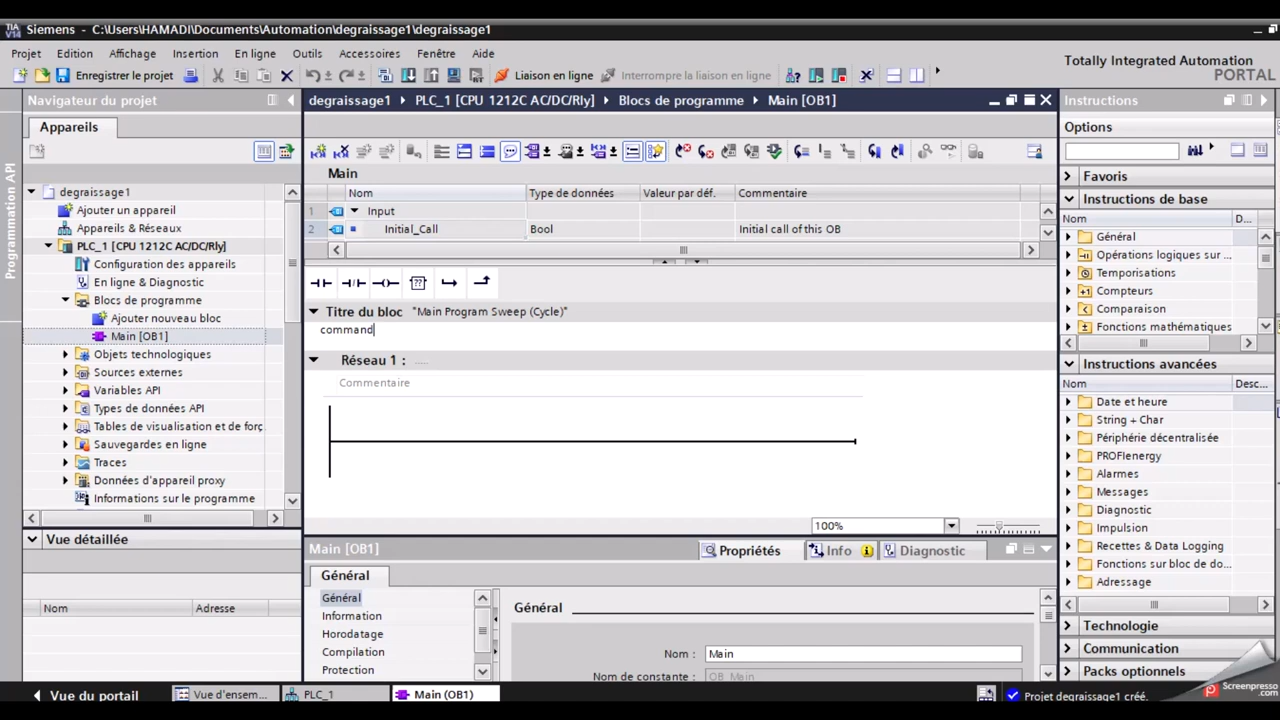 TIA
V14
Siemens - C:\Users\HAMADI\Documents\Automation\degraissage1\degraissage1
Projet Edition Affichage Insertion En ligne Outils Accessoires Fenêtre Aide
Totally Integrated Automation
PORTAL
Enregistrer le projet
Liaison en ligne
Interrompre la liaison en ligne
Navigateur du projet
degraissage1 PLC_1 [CPU 1212C AC/DC/Rly] Blocs de programme Main [OB1]
Instructions
Appareils
Options
Programmation API
Main
Nom Type de données Valeur par déf. Commentaire
1 Input
2 Initial_Call Bool Initial call of this OB
degraissage1
Ajouter un appareil
Appareils & Réseaux
PLC_1 [CPU 1212C AC/DC/Rly]
Configuration des appareils
En ligne & Diagnostic
Blocs de programme
Ajouter nouveau bloc
Main [OB1]
Objets technologiques
Sources externes
Variables API
Types de données API
Tables de visualisation et de forç
Sauvegardes en ligne
Traces
Données d'appareil proxy
Informations sur le programme
Vue détaillée
Nom Adresse
??
Titre du bloc "Main Program Sweep (Cycle)"
command
Réseau 1 : .....
Commentaire
100%
Main [OB1]
Propriétés Info Diagnostic
Général
Général
Information
Horodatage
Compilation
Protection
Général
Nom : Main
Nom de constante : OB_Main
Favoris
Instructions de base
Nom D...
Général
Opérations logiques sur ...
Temporisations
Compteurs
Comparaison
Fonctions mathématiques
Instructions avancées
Nom Desc...
Date et heure
String + Char
Périphérie décentralisée
PROFIenergy
Alarmes
Messages
Diagnostic
Impulsion
Recettes & Data Logging
Fonctions sur bloc de do...
Adressage
Technologie
Communication
Packs optionnels
Vue du portail Vue d'ensem... PLC_1 Main (OB1)
Projet degraissage1 créé.
Screenpresso
.com